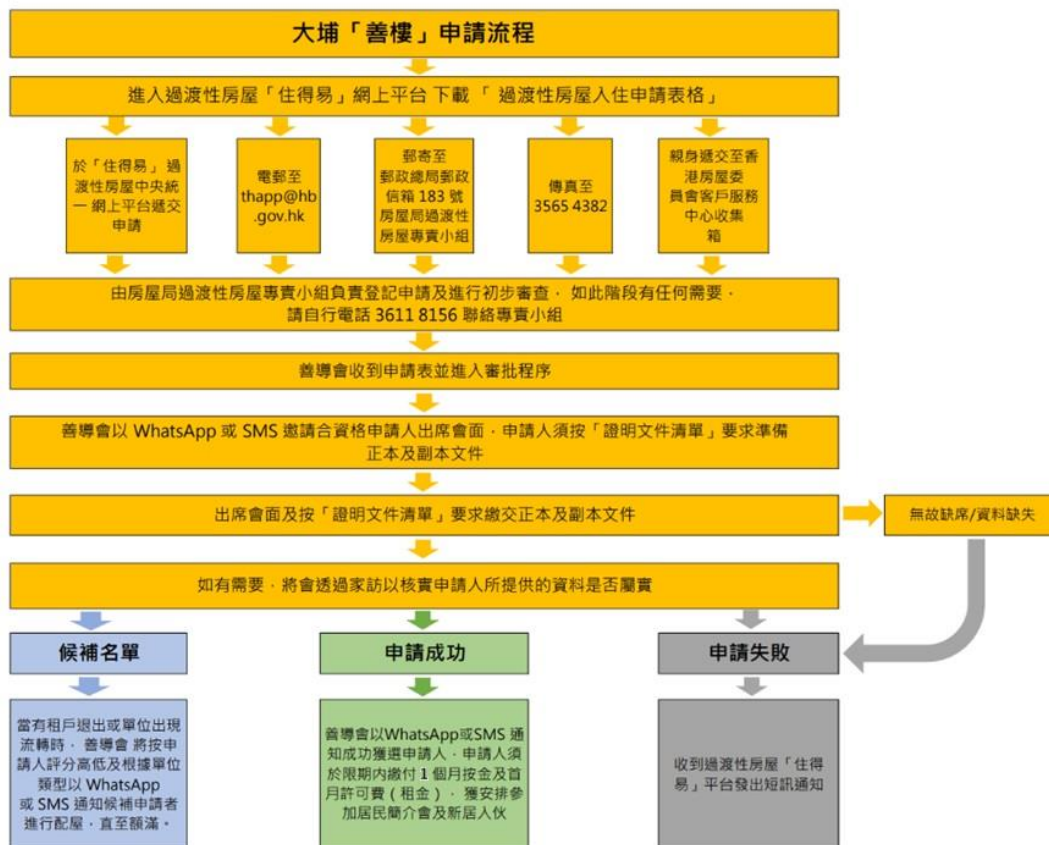 大埔「善樓」申請流程
進入過渡性房屋「住得易」網上平台 下載 「 過渡性房屋入住申請表格」
於「住得易」 過
渡性房屋中央統
一 網上平台遞交
申請
電郵至
thapp@hb
.gov.hk
郵寄至
郵政總局郵政
信箱 183 號
房屋局過渡性
房屋專責小組
傳真至
3565 4382
親身遞交至香
港房屋委
員會客戶服務
中心收集
箱
由房屋局過渡性房屋專責小組負責登記申請及進行初步審查﹐ 如此階段有任何需要﹐
請自行電話 3611 8156 聯絡專責小組
善導會收到申請表並進入審批程序
善導會以 WhatsApp 或 SMS 邀請合資格申請人出席會面﹐申請人須按「證明文件清單」要求準備
正本及副本文件
出席會面及按「證明文件清單」要求繳交正本及副本文件
無故缺席/資料缺失
如有需要﹐將會透過家訪以核實申請人所提供的資料是否屬實
候補名單
申請成功
申請失敗
當有租戶退出或單位出現
流轉時﹐ 善導會 將按申
請人評分高低及根據單位
類型以 WhatsApp
或 SMS 通知候補申請者
進行配屋﹐直至額滿。
善導會以WhatsApp或SMS 通
知成功獲選申請人﹐申請人須
於限期内繳付 1 個月按金及首
月許可費（租金）﹐ 獲安排參
加居民簡介會及新居入伙
收到過渡性房屋「住得
易」平台發出短訊通知